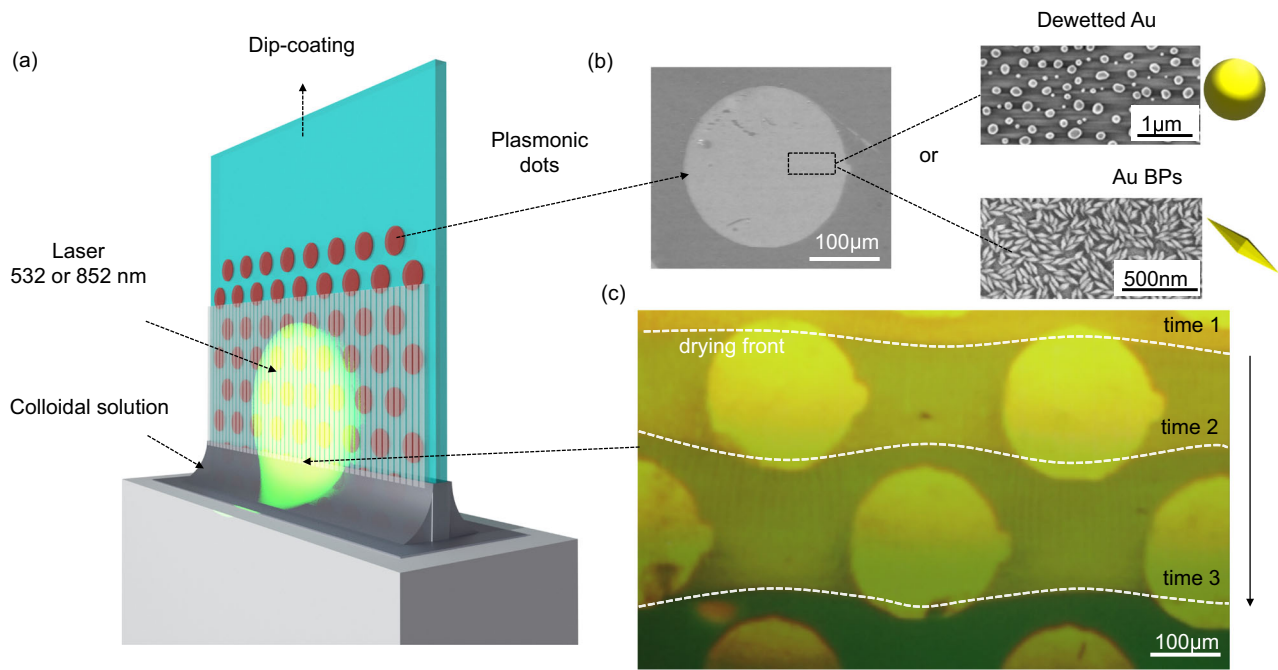 (a)
Dip-coating
Plasmonic
dots
Laser
532 or 852 nm
Colloidal solution
(b)
100µm
or
Dewetted Au
1µm
Au BPs
500nm
(c)
drying front
time 1
time 2
time 3
100µm